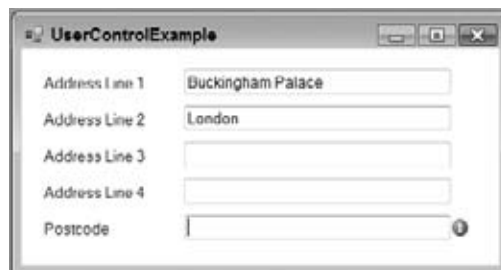 UserControlExample
Address Line 1 Buckingham Palace
Address Line 2 London
Address Line 3
Address Line 4
Postcode